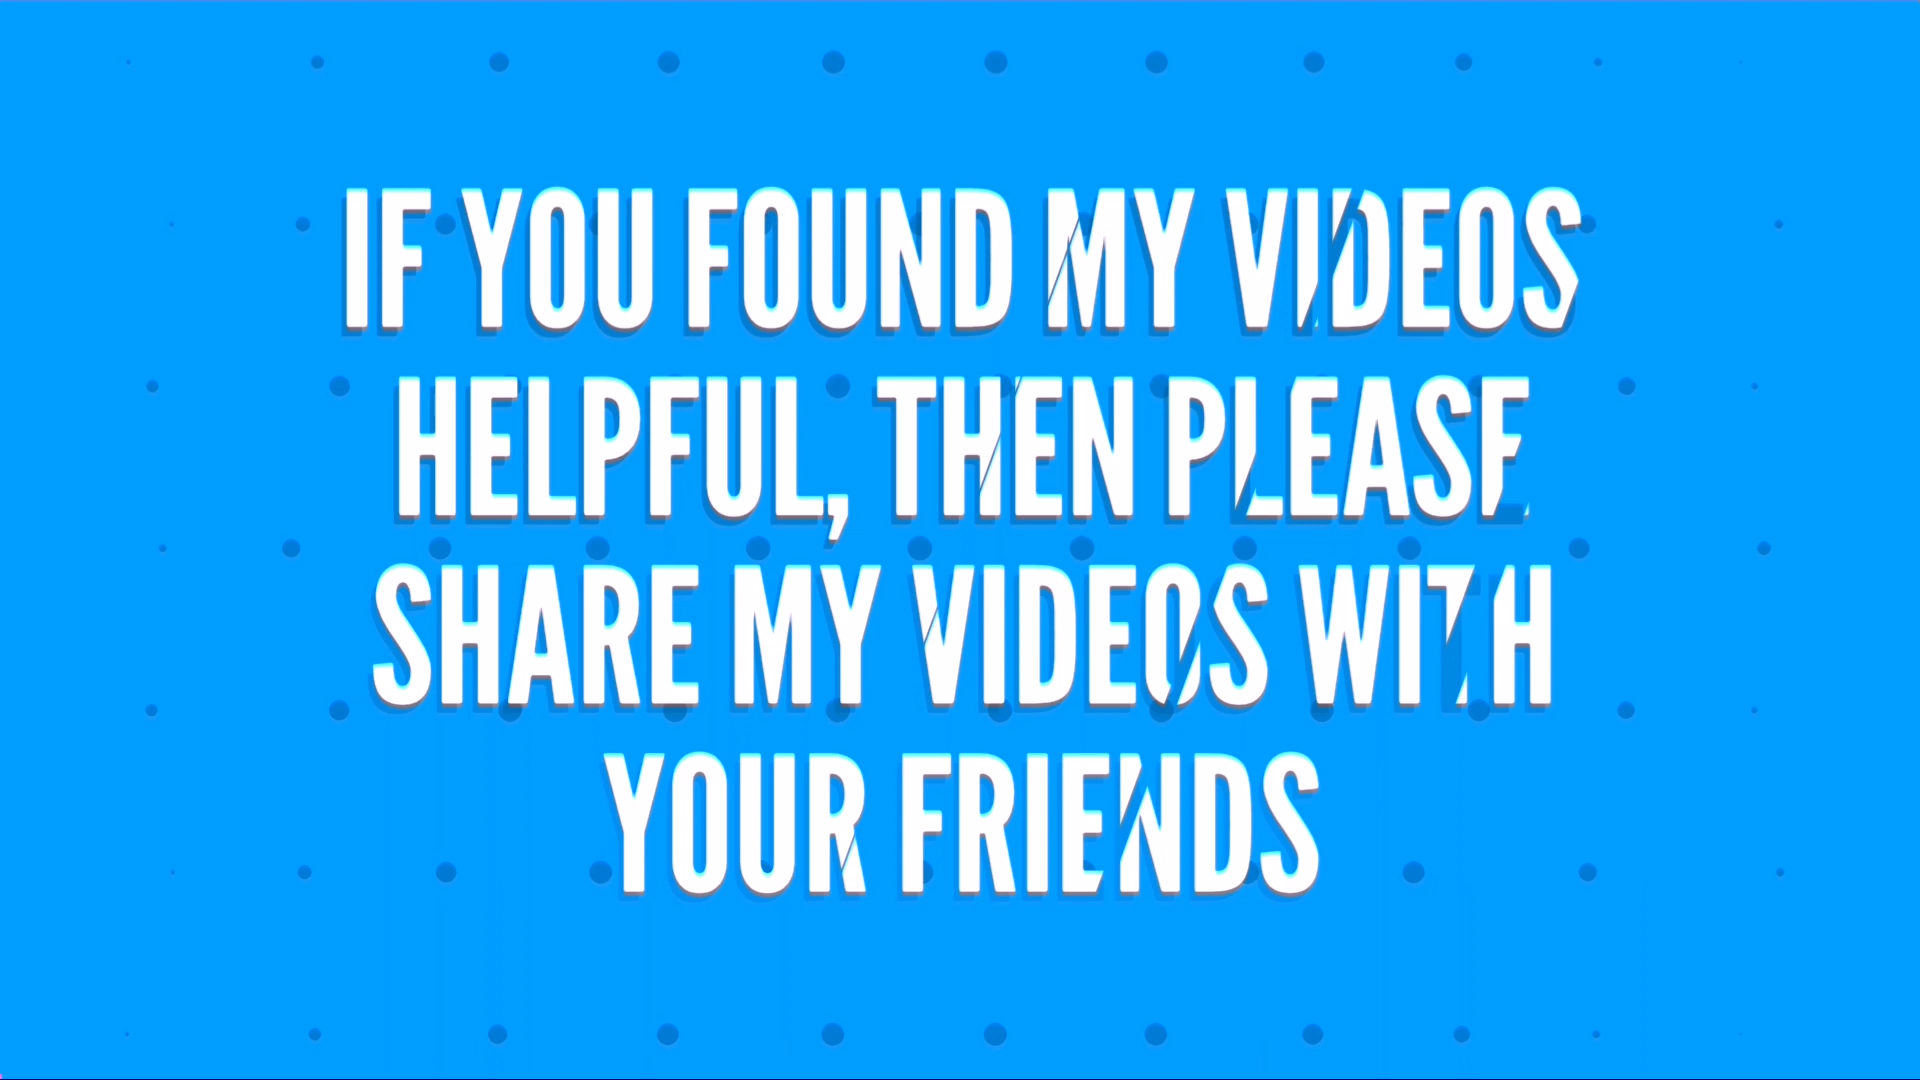 IF YOU FOUND MY VIDEOS
HELPFUL, THEN PLEASE
SHARE MY VIDEOS WITH
YOUR FRIENDS